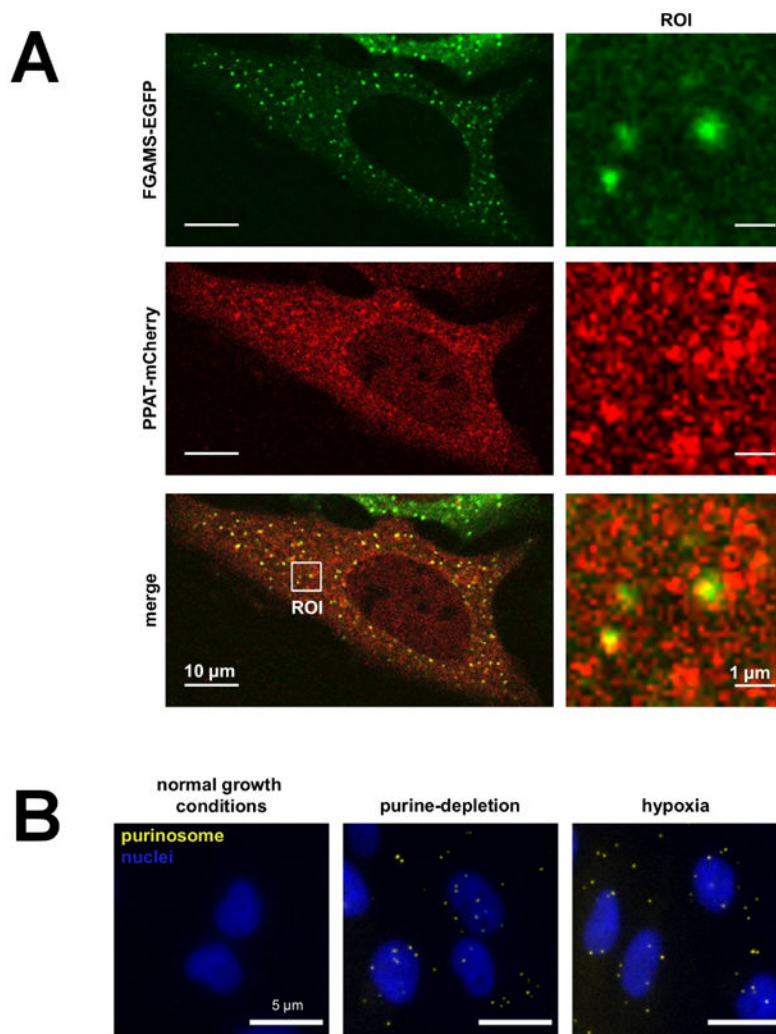 A
ROI
FGAMS-EGFP
PPAT-mCherry
merge
ROI
10 µm
1 µm
B
normal growth
conditions
purine-depletion
hypoxia
purinosome
nuclei
5 µm